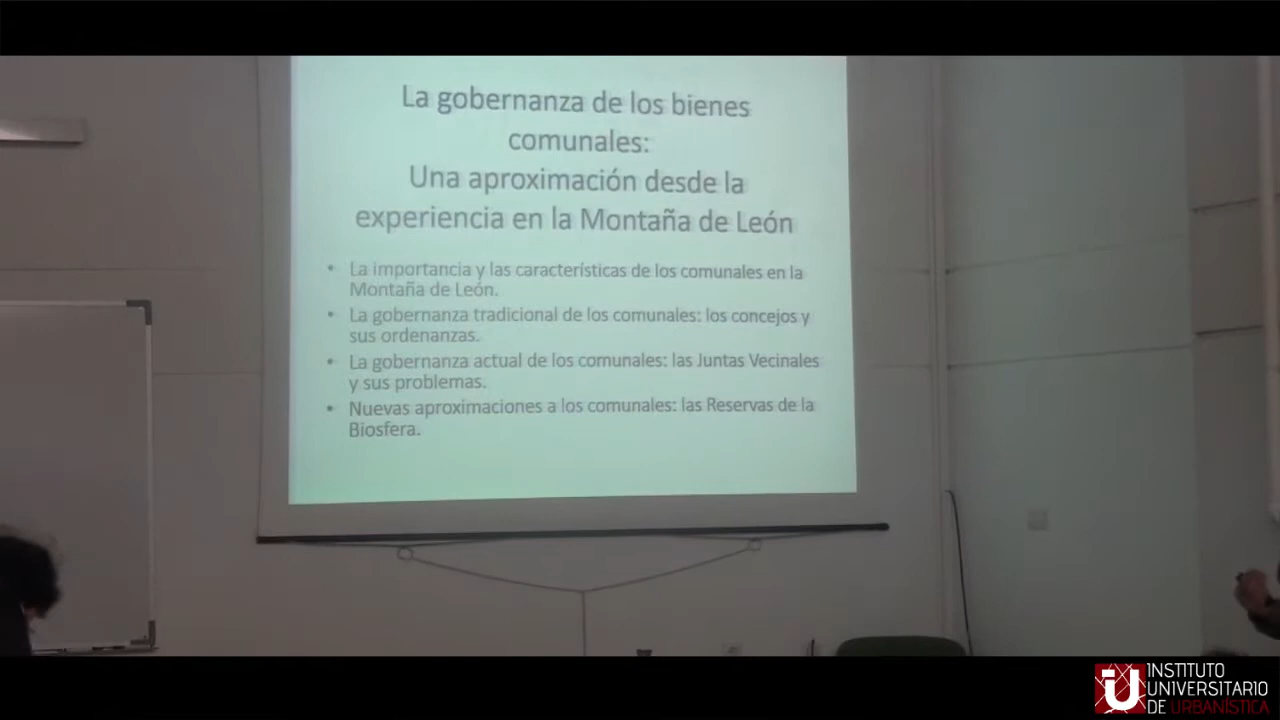 La gobernanza de los bienes
comunales:
Una aproximación desde la
experiencia en la Montaña de León
• La importancia y las características de los comunales en la
Montaña de León.
• La gobernanza tradicional de los comunales: los concejos y
sus ordenanzas.
• La gobernanza actual de los comunales: las Juntas Vecinales
y sus problemas.
• Nuevas aproximaciones a los comunales: las Reservas de la
Biosfera.
iU INSTITUTO
UNIVERSITARIO
DE URBANÍSTICA